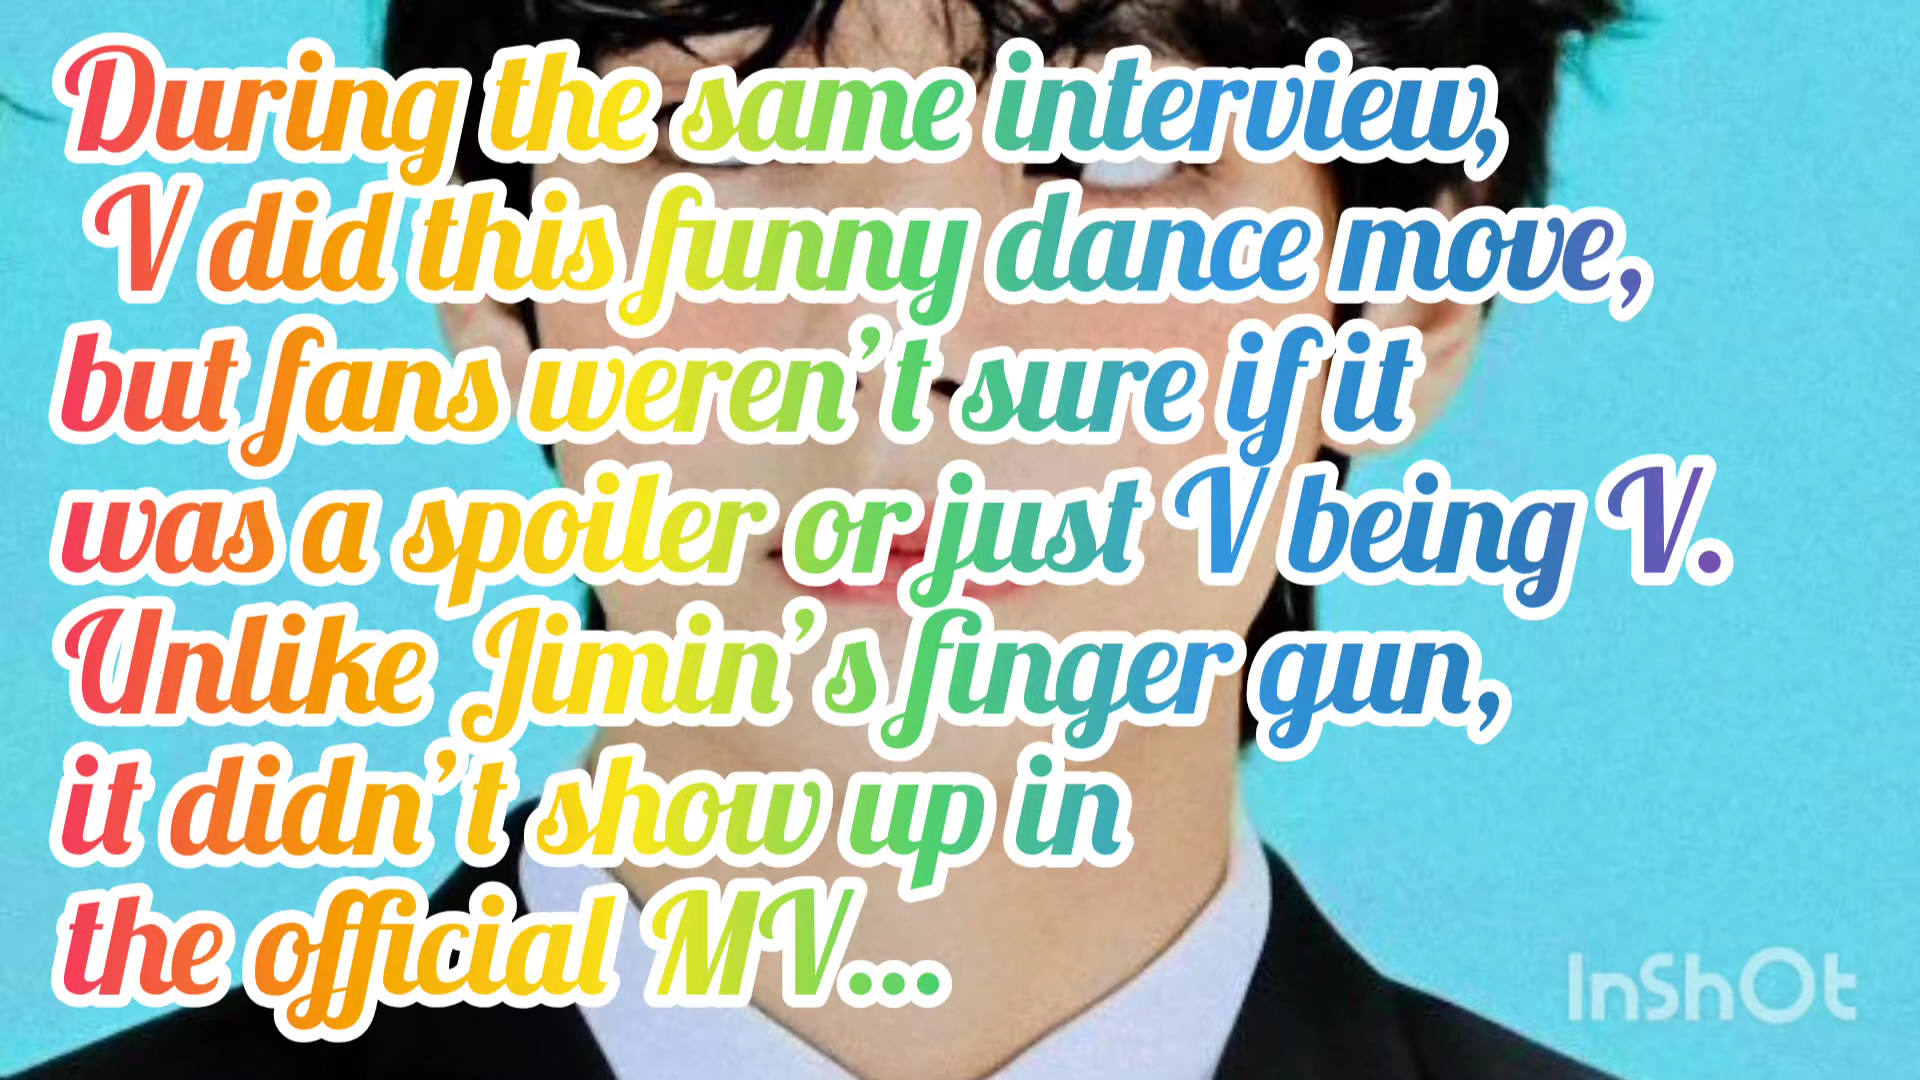 During the same interview,
V did this funny dance move,
but fans weren't sure if it
was a spoiler or just V being V.
Unlike Jimin's finger gun,
it didn't show up in
the official MV...
InShOt